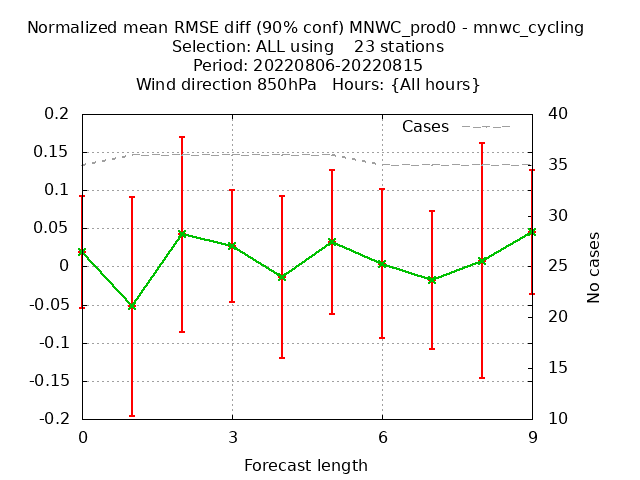 Normalized mean RMSE diff (90% conf) MNWC_prod0 - mnwc_cycling
Selection: ALL using    23 stations
Period: 20220806-20220815
Wind direction 850hPa   Hours: {All hours}
0.2
0.15
0.1
0.05
0
-0.05
-0.1
-0.15
-0.2
Cases
40
35
30
25
20
15
10
No cases
0
3
6
9
Forecast length